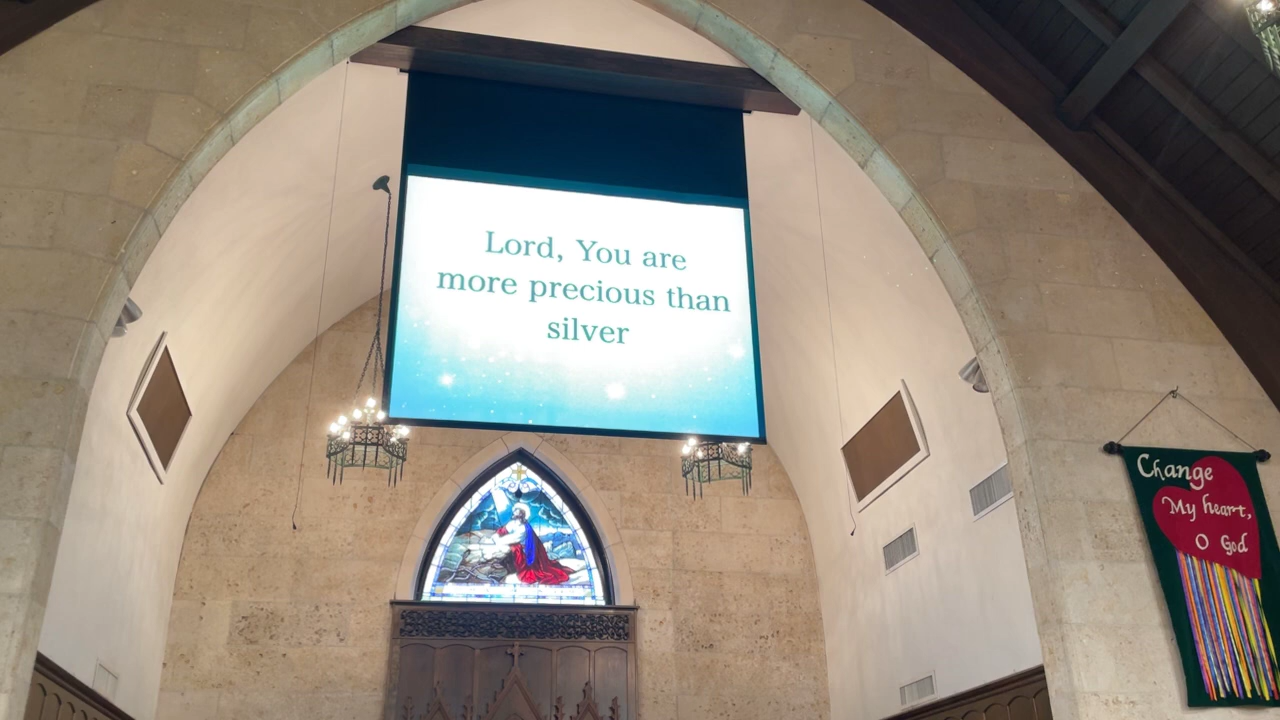 Lord, You are
more precious than
silver
Change
My heart,
O God